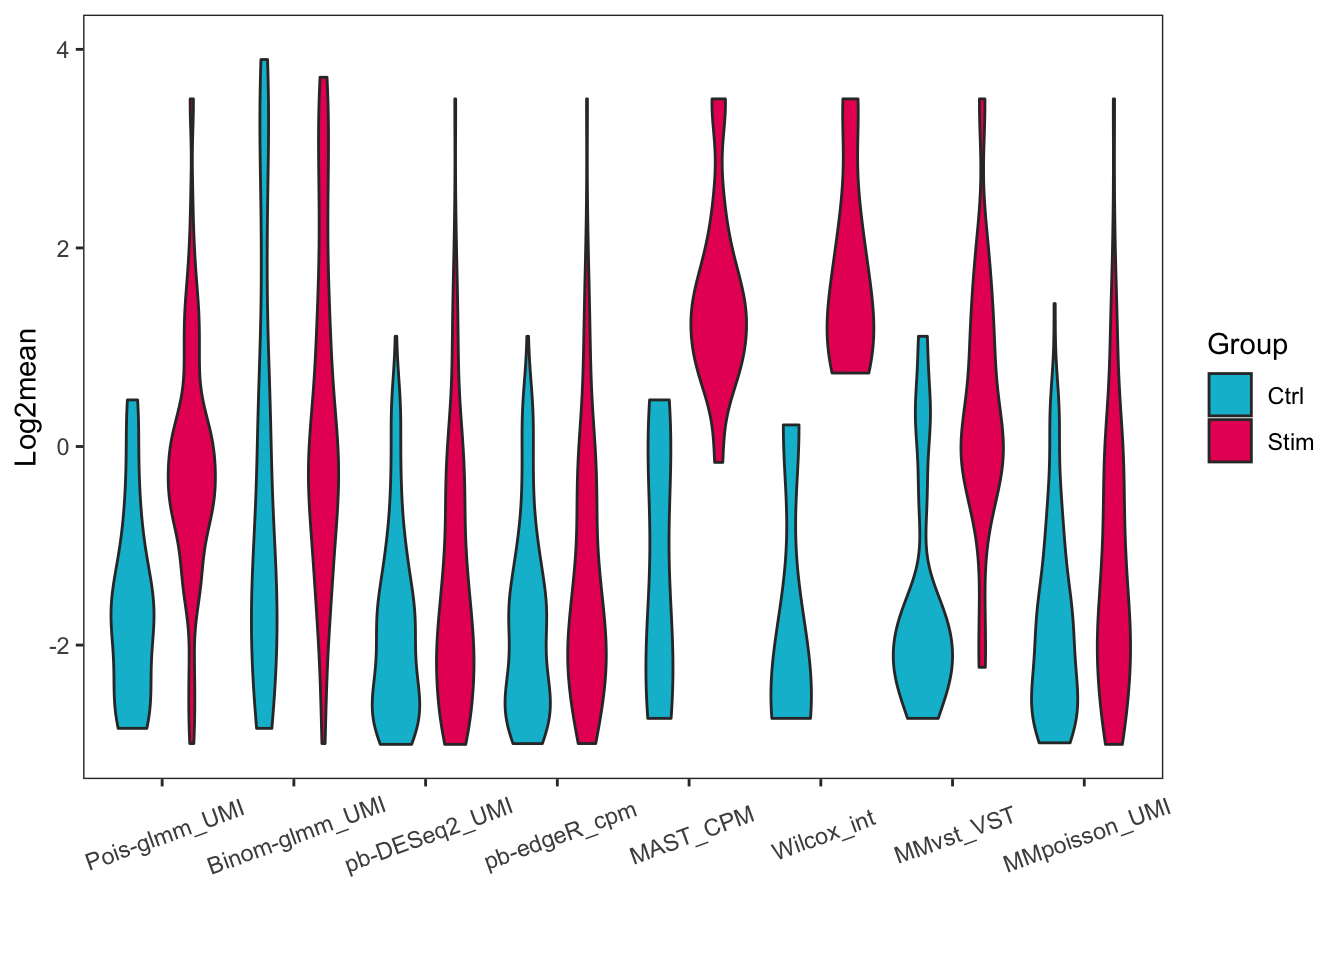 Log2mean
4
2
0
-2
Pois-glmm_UMI
Binom-glmm_UMI
pb-DESeq2_UMI
pb-edgeR_cpm
MAST_CPM
Wilcox_int
MMvst_VST
MMpoisson_UMI
Group
Ctrl
Stim